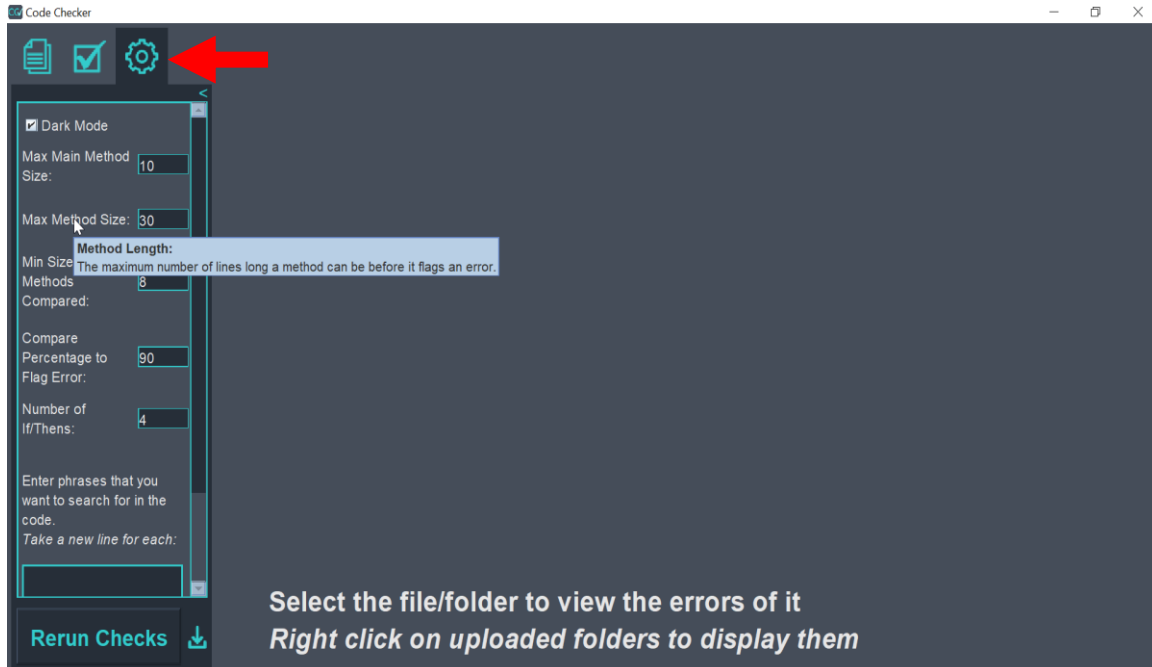 Code Checker
<
Dark Mode
Max Main Method
Size:
10
Max Method Size:
30
Method Length:
The maximum number of lines long a method can be before it flags an error.
Min Size
Methods
Compared:
8
Compare
Percentage to
Flag Error:
90
Number of
If/Thens:
4
Enter phrases that you
want to search for in the
code.
Take a new line for each:
Select the file/folder to view the errors of it
Right click on uploaded folders to display them
Rerun Checks